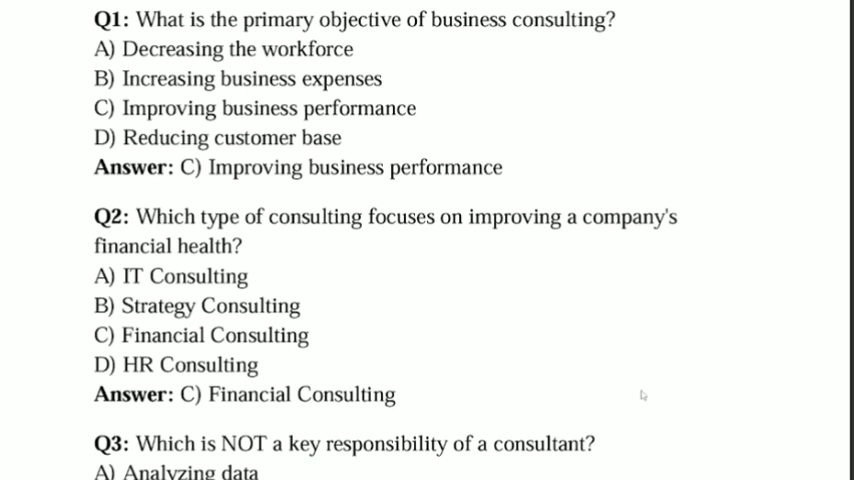 Q1: What is the primary objective of business consulting?
A) Decreasing the workforce
B) Increasing business expenses
C) Improving business performance
D) Reducing customer base
Answer: C) Improving business performance
Q2: Which type of consulting focuses on improving a company's
financial health?
A) IT Consulting
B) Strategy Consulting
C) Financial Consulting
D) HR Consulting
Answer: C) Financial Consulting
Q3: Which is NOT a key responsibility of a consultant?
A) Analyzing data